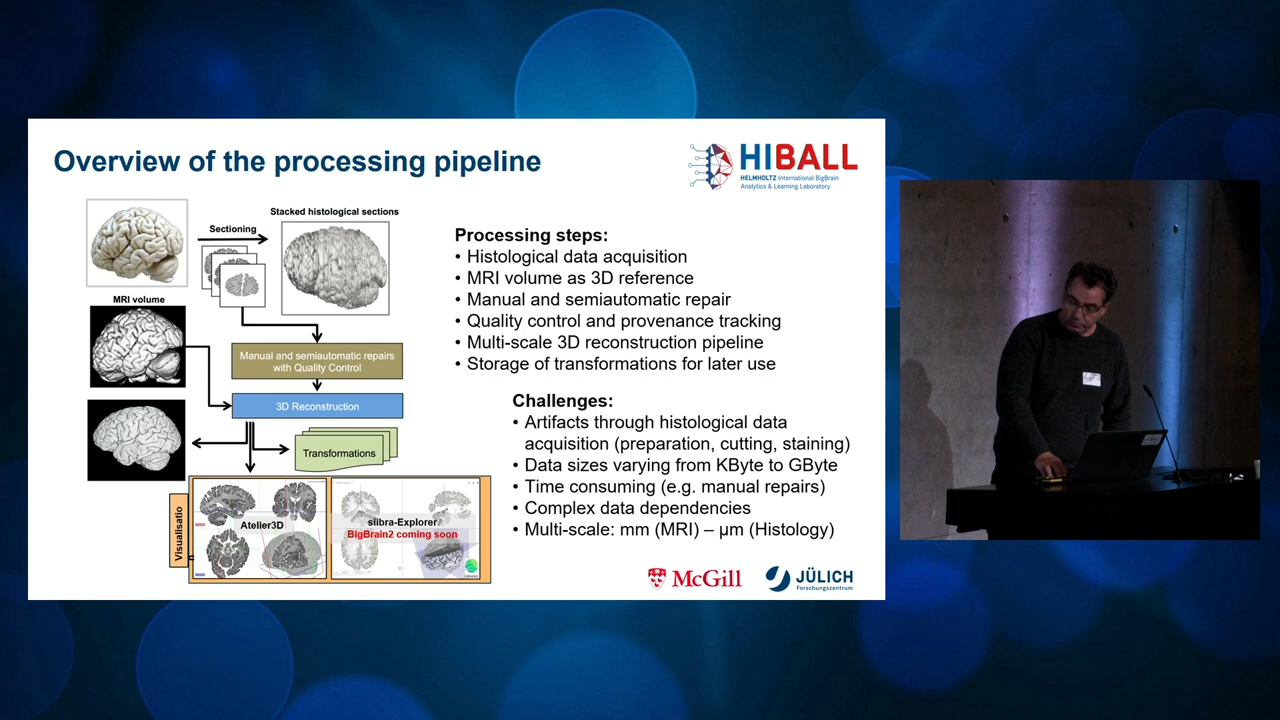 Overview of the processing pipeline
HIBALL
HELMHOLTZ International BigBrain
Analytics & Learning Laboratory
Sectioning
Stacked histological sections
MRI volume
Manual and semiautomatic repairs
with Quality Control
3D Reconstruction
Transformations
Visualisatio
Atelier3D
siibra-Explorer
BigBrain2 coming soon
Processing steps:
• Histological data acquisition
• MRI volume as 3D reference
• Manual and semiautomatic repair
• Quality control and provenance tracking
• Multi-scale 3D reconstruction pipeline
• Storage of transformations for later use
Challenges:
• Artifacts through histological data
acquisition (preparation, cutting, staining)
• Data sizes varying from KByte to GByte
• Time consuming (e.g. manual repairs)
• Complex data dependencies
• Multi-scale: mm (MRI) – µm (Histology)
McGill
JÜLICH
Forschungszentrum